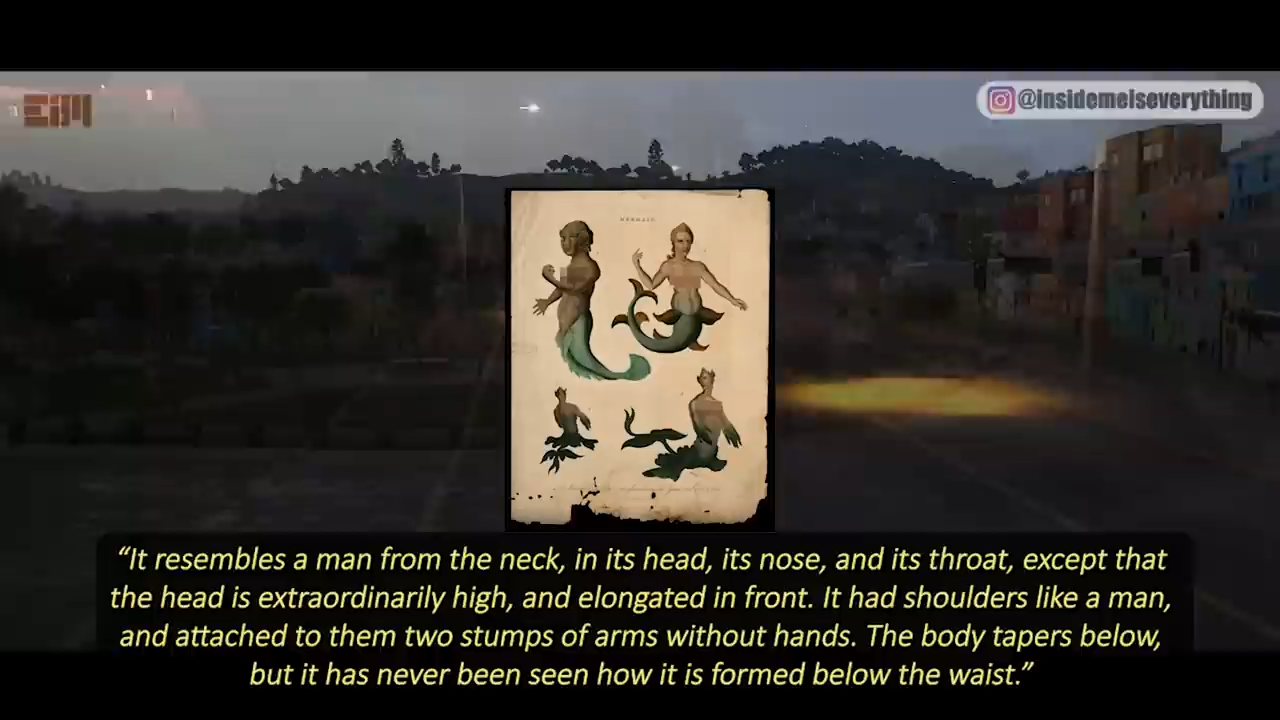 EIM
@insidemeiseverything
MERMAID
“It resembles a man from the neck, in its head, its nose, and its throat, except that
the head is extraordinarily high, and elongated in front. It had shoulders like a man,
and attached to them two stumps of arms without hands. The body tapers below,
but it has never been seen how it is formed below the waist.”